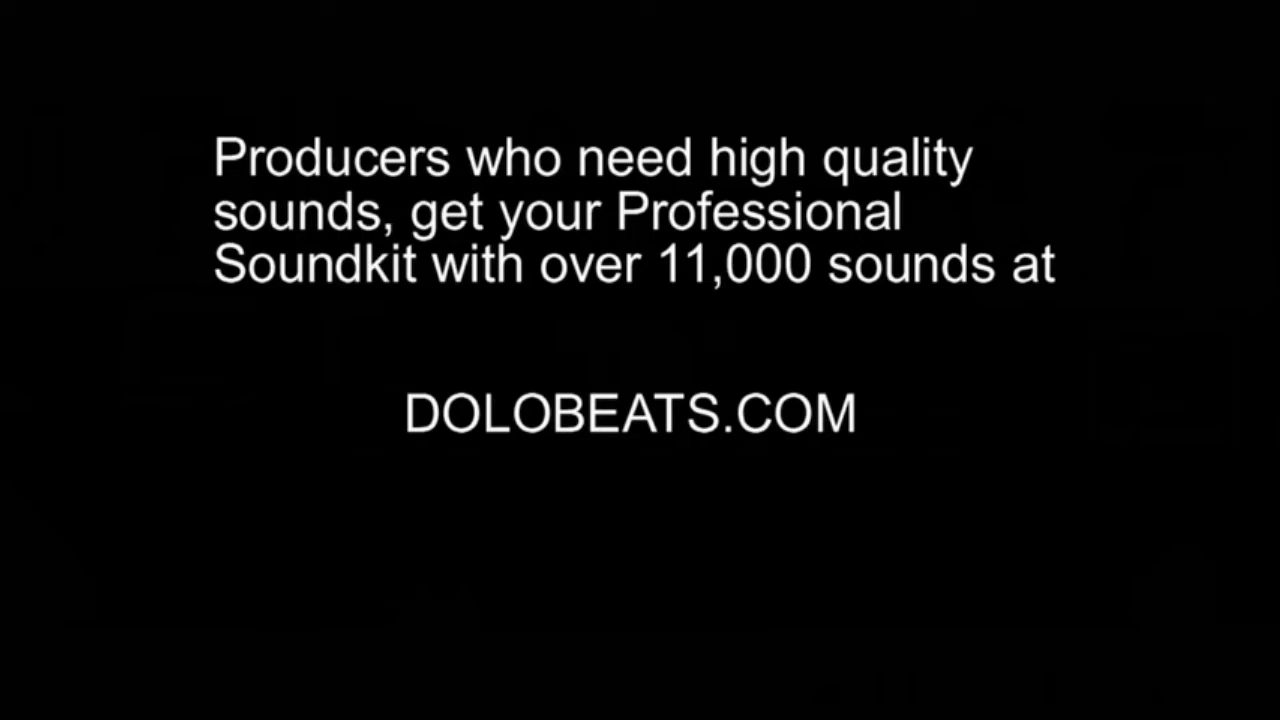 Producers who need high quality
sounds, get your Professional
Soundkit with over 11,000 sounds at
DOLOBEATS.COM